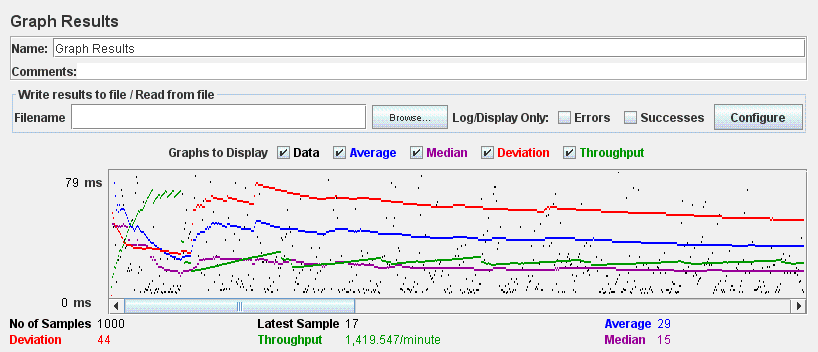 Graph Results
Name: Graph Results
Comments:
Write results to file / Read from file
Filename Browse... Log/Display Only: Errors Successes Configure
Graphs to Display Data Average Median Deviation Throughput
79 ms
0 ms
No of Samples 1000 Latest Sample 17 Average 29
Deviation 44 Throughput 1,419.547/minute Median 15